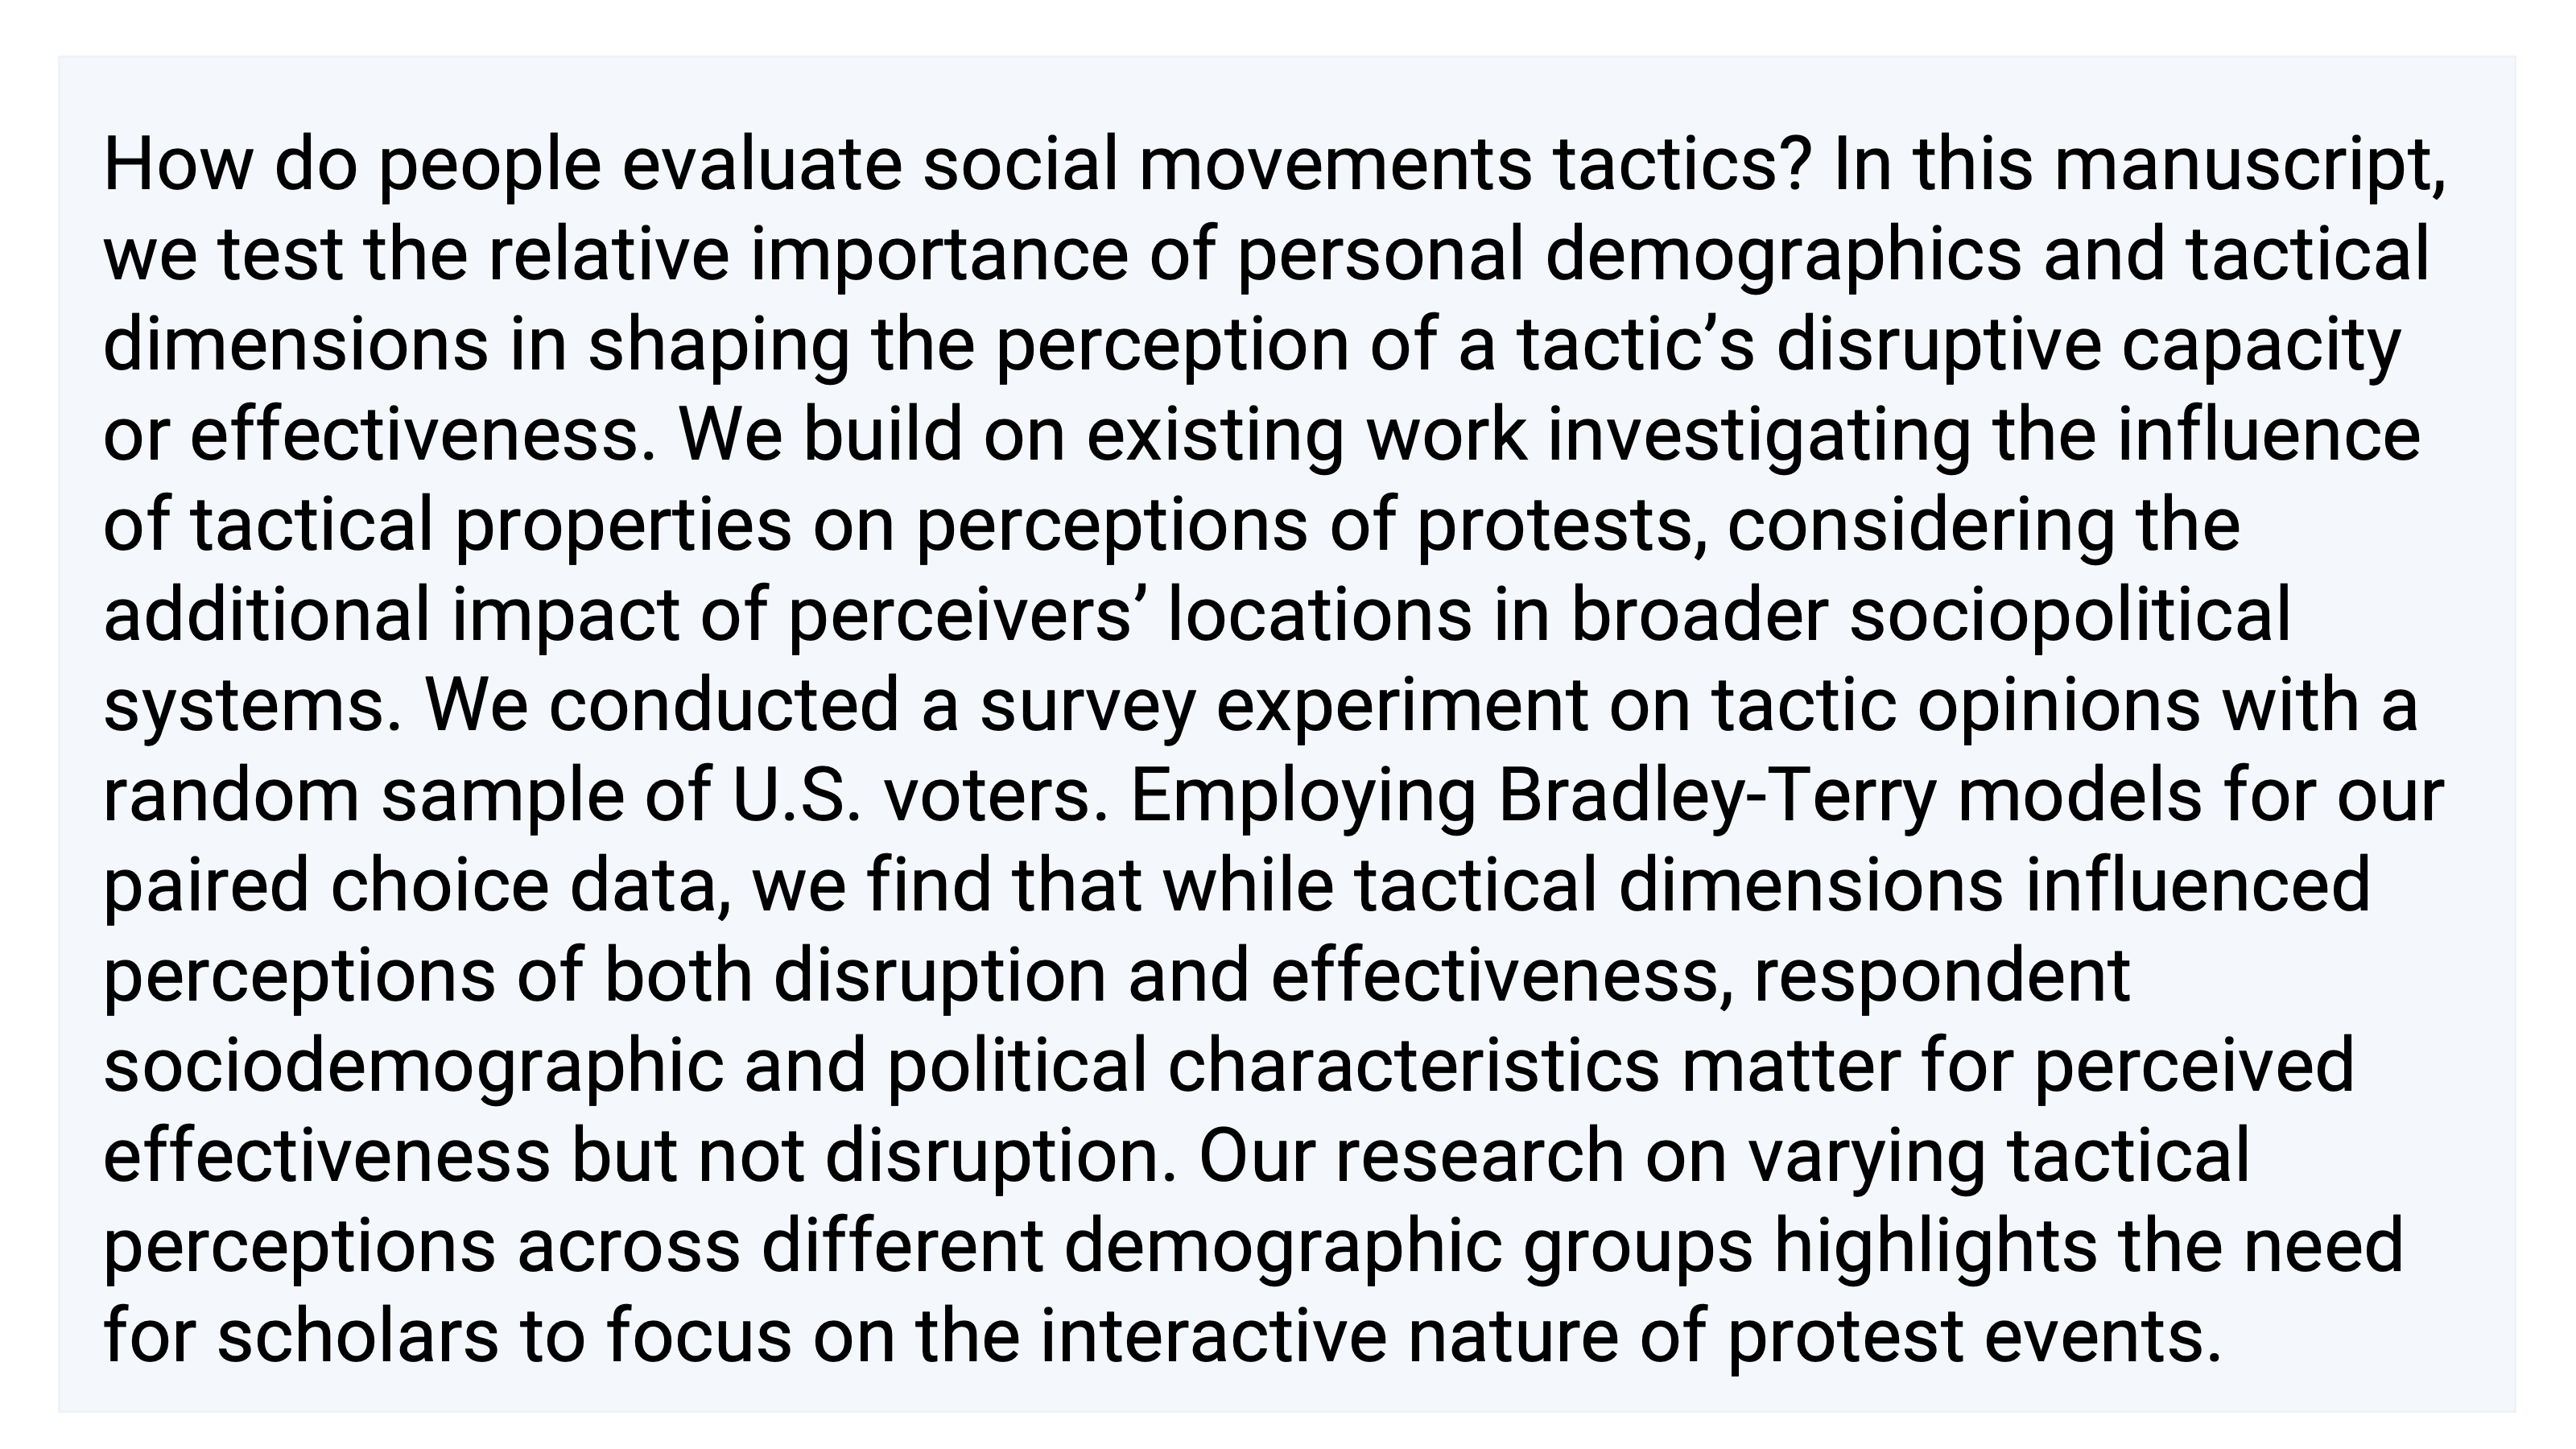 How do people evaluate social movements tactics? In this manuscript,
we test the relative importance of personal demographics and tactical
dimensions in shaping the perception of a tactic’s disruptive capacity
or effectiveness. We build on existing work investigating the influence
of tactical properties on perceptions of protests, considering the
additional impact of perceivers’ locations in broader sociopolitical
systems. We conducted a survey experiment on tactic opinions with a
random sample of U.S. voters. Employing Bradley-Terry models for our
paired choice data, we find that while tactical dimensions influenced
perceptions of both disruption and effectiveness, respondent
sociodemographic and political characteristics matter for perceived
effectiveness but not disruption. Our research on varying tactical
perceptions across different demographic groups highlights the need
for scholars to focus on the interactive nature of protest events.